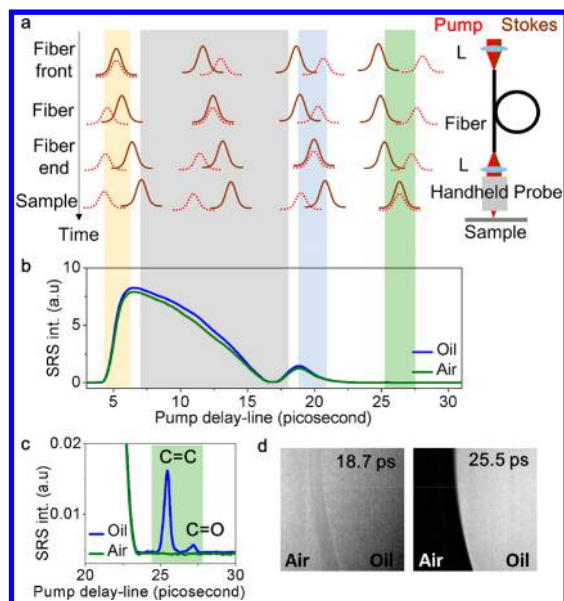 a
Pump Stokes
Fiber front
L
Fiber
Fiber
Fiber end
L
Handheld Probe
Sample
Sample
Time
b
10
5
0
SRS int. (a.u)
Oil
Air
5 10 15 20 25 30
Pump delay-line (picosecond)
c
0.02
0.01
SRS int. (a.u)
C=C
C=O
Oil
Air
20 25 30
Pump delay-line (picosecond)
d
18.7 ps
Air Oil
25.5 ps
Air Oil